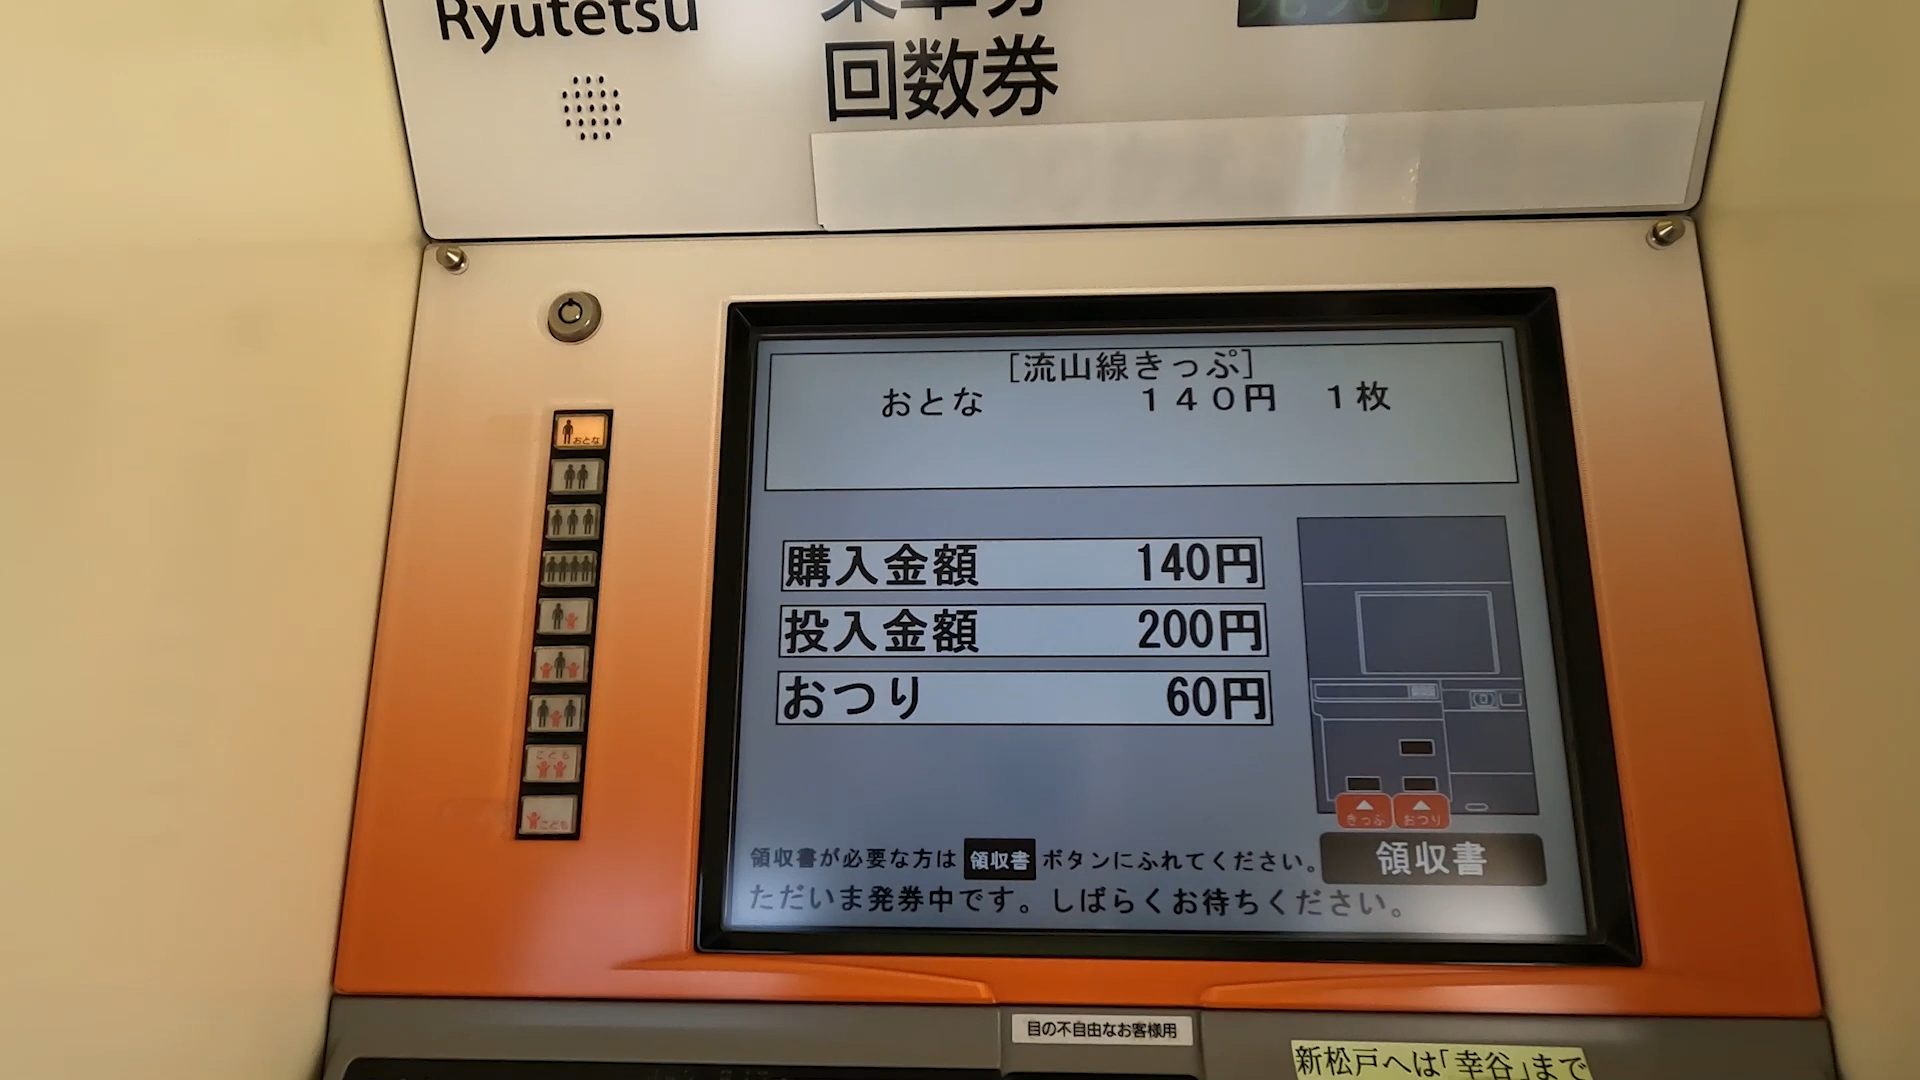 Ryutetsu
乗車券
回数券
[流山線きっぷ]
おとな 140円 1枚
おとな
購入金額 140円
投入金額 200円
おつり 60円
こども
こども
きっぷ おつり
領収書が必要な方は 領収書 ボタンにふれてください。
領収書
ただいま発券中です。しばらくお待ちください。
目の不自由なお客様用
新松戸へは「幸谷」まで